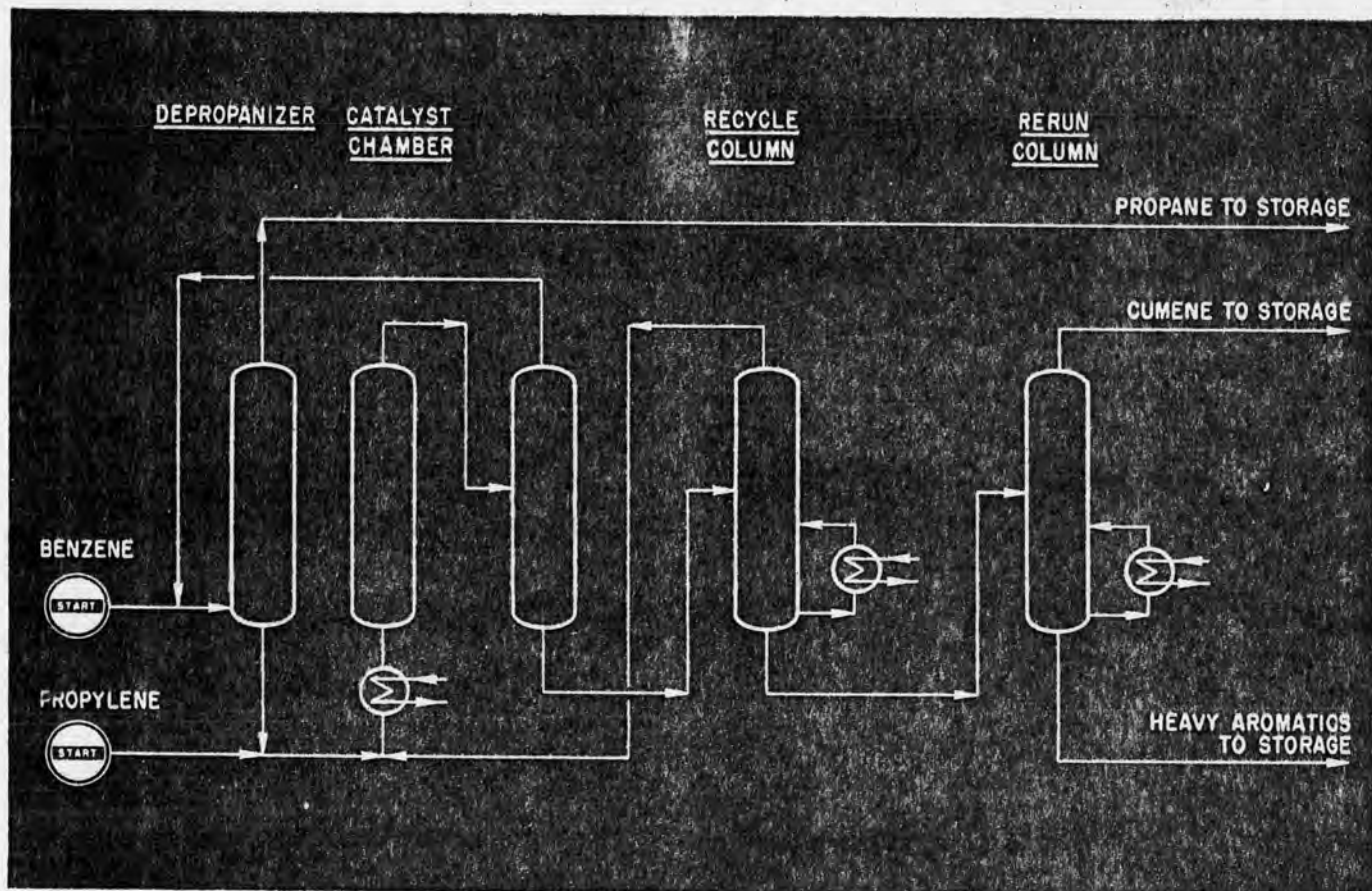 DEPROPANIZER
CATALYST
CHAMBER
RECYCLE
COLUMN
RERUN
COLUMN
PROPANE TO STORAGE
CUMENE TO STORAGE
BENZENE
START
PROPYLENE
START
HEAVY AROMATICS
TO STORAGE